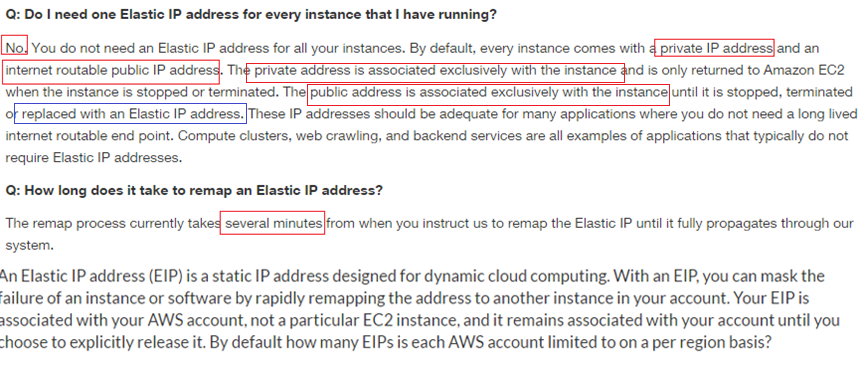 Q: Do I need one Elastic IP address for every instance that I have running?
No. You do not need an Elastic IP address for all your instances. By default, every instance comes with a private IP address and an
internet routable public IP address. The private address is associated exclusively with the instance and is only returned to Amazon EC2
when the instance is stopped or terminated. The public address is associated exclusively with the instance until it is stopped, terminated
or replaced with an Elastic IP address. These IP addresses should be adequate for many applications where you do not need a long lived
internet routable end point. Compute clusters, web crawling, and backend services are all examples of applications that typically do not
require Elastic IP addresses.
Q: How long does it take to remap an Elastic IP address?
The remap process currently takes several minutes from when you instruct us to remap the Elastic IP until it fully propagates through our
system.
An Elastic IP address (EIP) is a static IP address designed for dynamic cloud computing. With an EIP, you can mask the
failure of an instance or software by rapidly remapping the address to another instance in your account. Your EIP is
associated with your AWS account, not a particular EC2 instance, and it remains associated with your account until you
choose to explicitly release it. By default how many EIPs is each AWS account limited to on a per region basis?